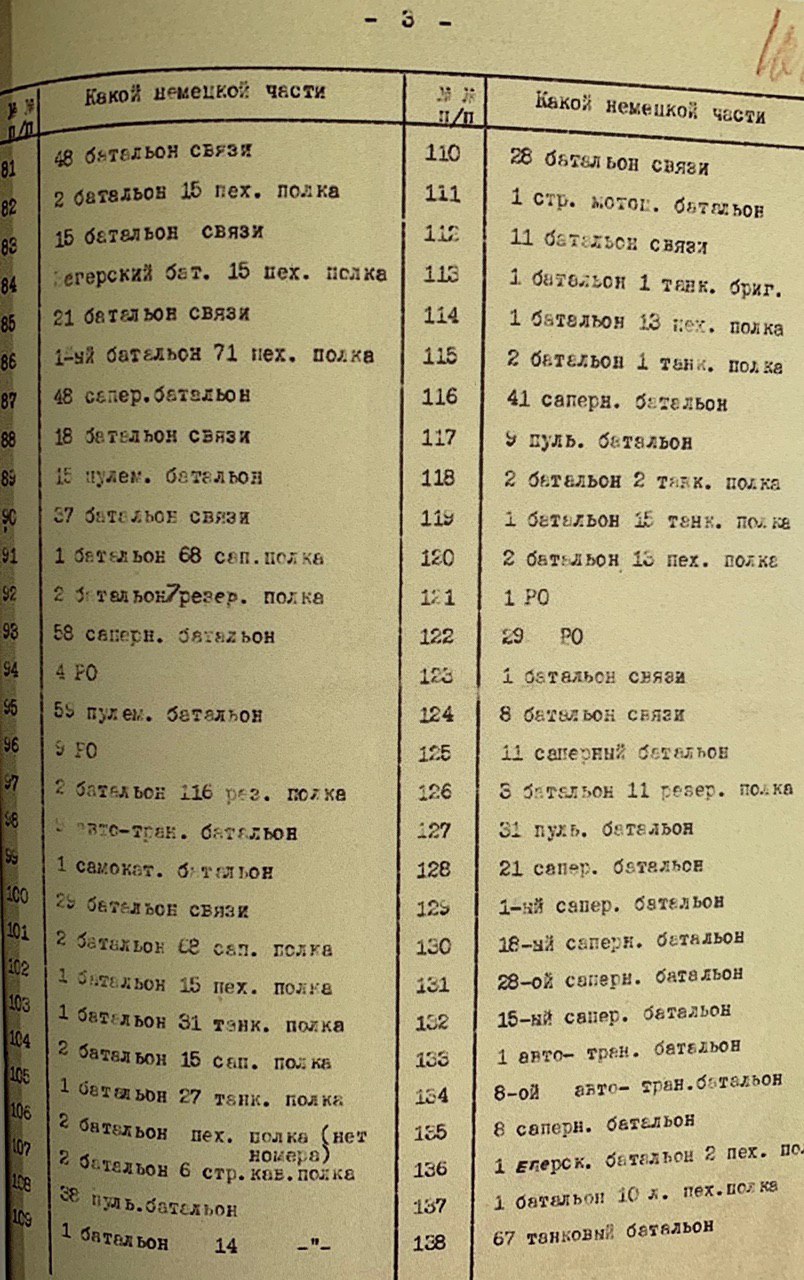 - 3 -
№ № п/п Какой немецкой части
81 48 батальон связи
82 2 батальон 15 пех. полка
83 15 батальон связи
84 егерский бат. 15 пех. полка
85 21 батальон связи
86 1-ый батальон 71 пех. полка
87 48 сапер.батальон
88 18 батальон связи
89 15 пулем. батальон
90 37 батальон связи
91 1 батальон 68 сап.полка
92 2 батальон 7 резер. полка
93 58 саперн. батальон
94 4 РО
95 59 пулем. батальон
96 9 РО
97 2 батальон 116 рез. полка
98 авто-тран. батальон
99 1 самокат. батальон
100 29 батальон связи
101 2 батальон 68 сап. полка
102 1 батальон 15 пех. полка
103 1 батальон 31 танк. полка
104 2 батальон 15 сап. полка
105 1 батальон 27 танк. полка
106 2 батальон пех. полка (нет
номера)
107 2 батальон 6 стр.кав.полка
108 38 пуль.батальон
109 1 батальон 14 -"-
№ № п/п Какой немецкой части
110 28 батальон связи
111 1 стр. мотоц. батальон
112 11 батальон связи
113 1 батальон 1 танк. бриг.
114 1 батальон 13 пех. полка
115 2 батальон 1 танк. полка
116 41 саперн. батальон
117 9 пуль. батальон
118 2 батальон 2 танк. полка
119 1 батальон 15 танк. полка
120 2 батальон 13 пех. полка
121 1 РО
122 29 РО
123 1 батальон связи
124 8 батальон связи
125 11 саперный батальон
126 3 батальон 11 резер. полка
127 31 пуль. батальон
128 21 сапер. батальон
129 1-ый сапер. батальон
130 18-ый саперн. батальон
131 28-ой саперн. батальон
132 15-ый сапер. батальон
133 1 авто- тран. батальон
134 8-ой авто- тран.батальон
135 8 саперн. батальон
136 1 егерск. батальон 2 пех. по
137 1 батальон 10 л. пех.полка
138 67 танковый батальон